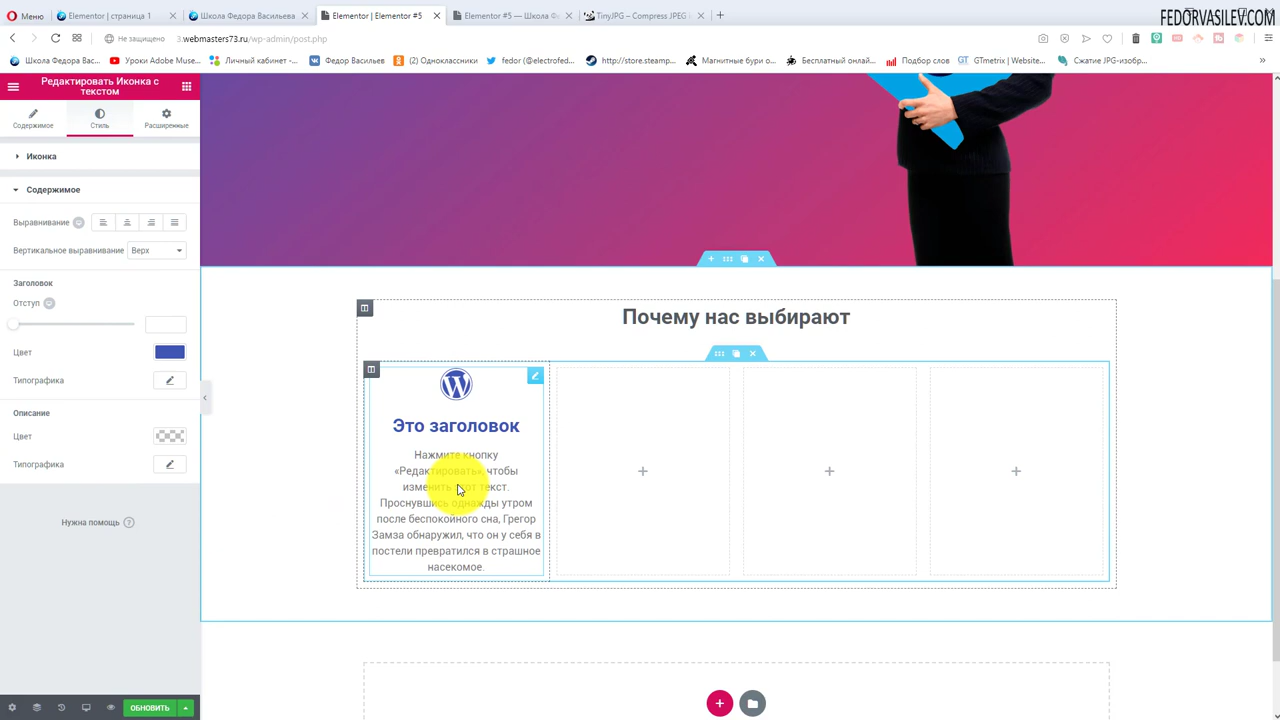 FEDORVASILEV.COM
Меню
Elementor | страница 1
Школа Федора Васильева
Elementor | Elementor #5
Elementor #5 — Школа Ф
TinyJPG – Compress JPEG
Не защищено
3.webmasters73.ru/wp-admin/post.php
Школа Федора Вас...
Уроки Adobe Muse...
Личный кабинет -...
Федор Васильев
(2) Одноклассники
fedor (@electrofed...
http://store.steamp...
Магнитные бури о...
Бесплатный онлай...
Подбор слов
GTmetrix | Website...
Сжатие JPG-изобр...
Редактировать Иконка с
текстом
Содержимое
Стиль
Расширенные
Иконка
Содержимое
Выравнивание
Вертикальное выравнивание
Верх
Заголовок
Отступ
Цвет
Типографика
Описание
Цвет
Типографика
Нужна помощь
ОБНОВИТЬ
Почему нас выбирают
Это заголовок
Нажмите кнопку
«Редактировать», чтобы
изменить этот текст.
Проснувшись однажды утром
после беспокойного сна, Грегор
Замза обнаружил, что он у себя в
постели превратился в страшное
насекомое.